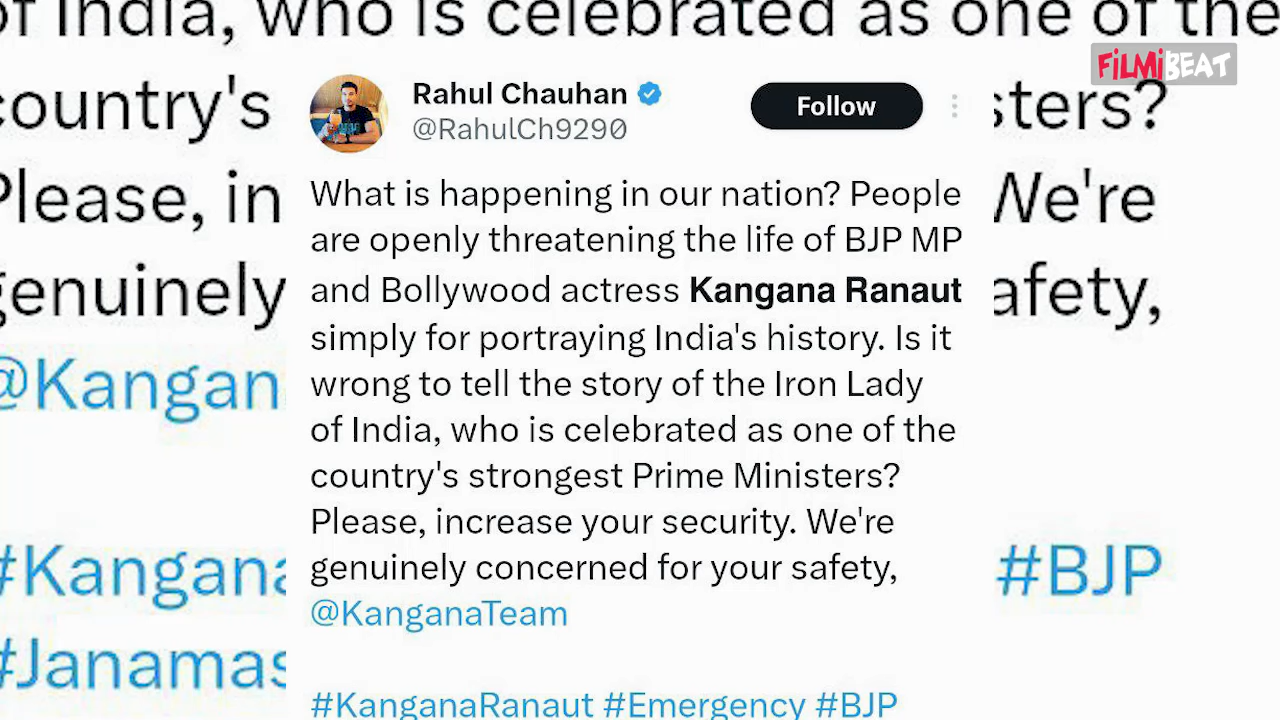 of India, who is celebrated as one of the
country's
sters?
Please, in
We're
genuinely
afety,
@Kangan
#Kangana
#BJP
#Janamas
FILMIBEAT
Rahul Chauhan
@RahulCh9290
Follow
What is happening in our nation? People
are openly threatening the life of BJP MP
and Bollywood actress Kangana Ranaut
simply for portraying India's history. Is it
wrong to tell the story of the Iron Lady
of India, who is celebrated as one of the
country's strongest Prime Ministers?
Please, increase your security. We're
genuinely concerned for your safety,
@KanganaTeam
#KanganaRanaut #Emergency #BJP